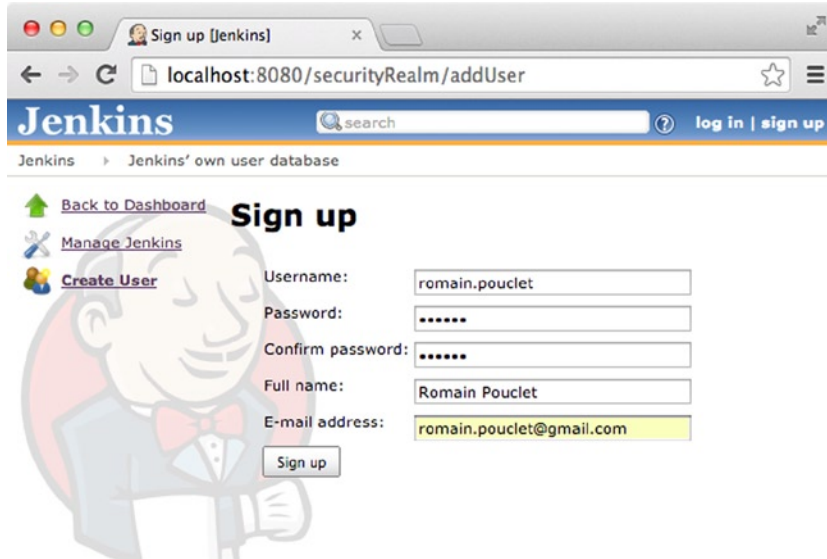 Sign up [Jenkins]
localhost:8080/securityRealm/addUser
Jenkins
search
log in | sign up
Jenkins
Jenkins' own user database
Back to Dashboard
Manage Jenkins
Create User
Sign up
Username:
romain.pouclet
Password:
••••••
Confirm password:
••••••
Full name:
Romain Pouclet
E-mail address:
romain.pouclet@gmail.com
Sign up